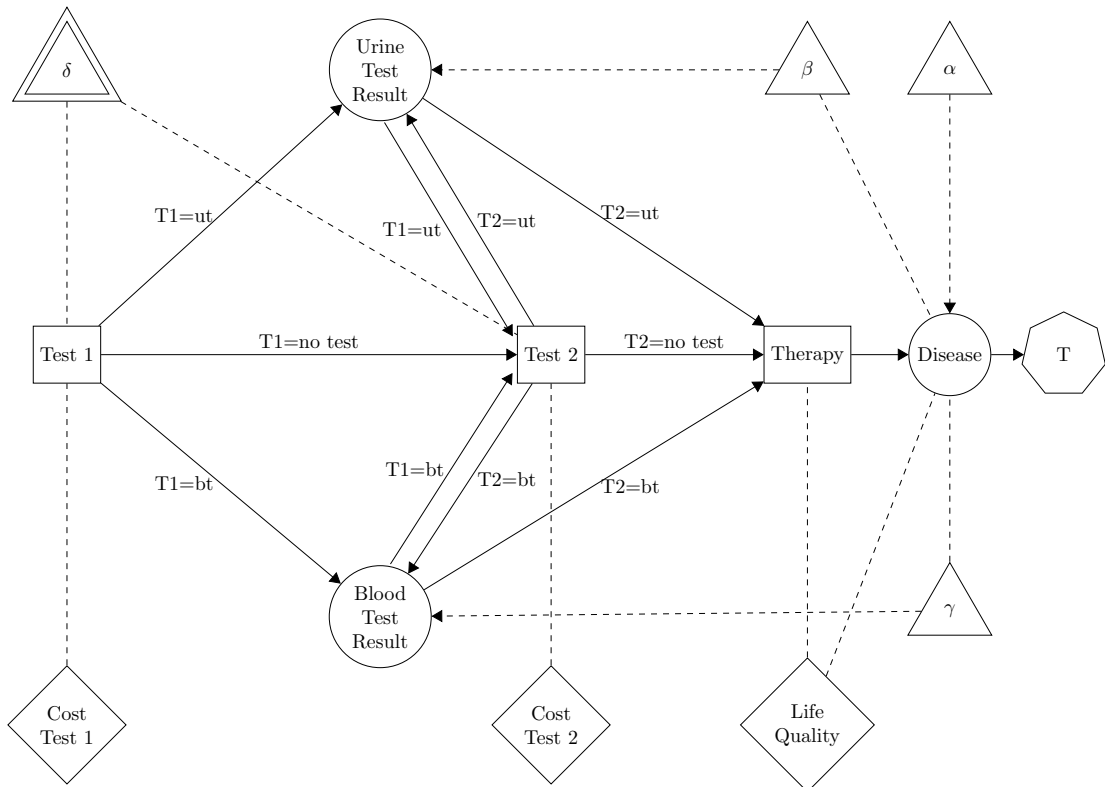 δ
Urine
Test
Result
β
α
T1=ut
T1=ut
T2=ut
T2=ut
Test 1
T1=no test
Test 2
T2=no test
Therapy
Disease
T
T1=bt
T1=bt
T2=bt
T2=bt
Blood
Test
Result
γ
Cost
Test 1
Cost
Test 2
Life
Quality